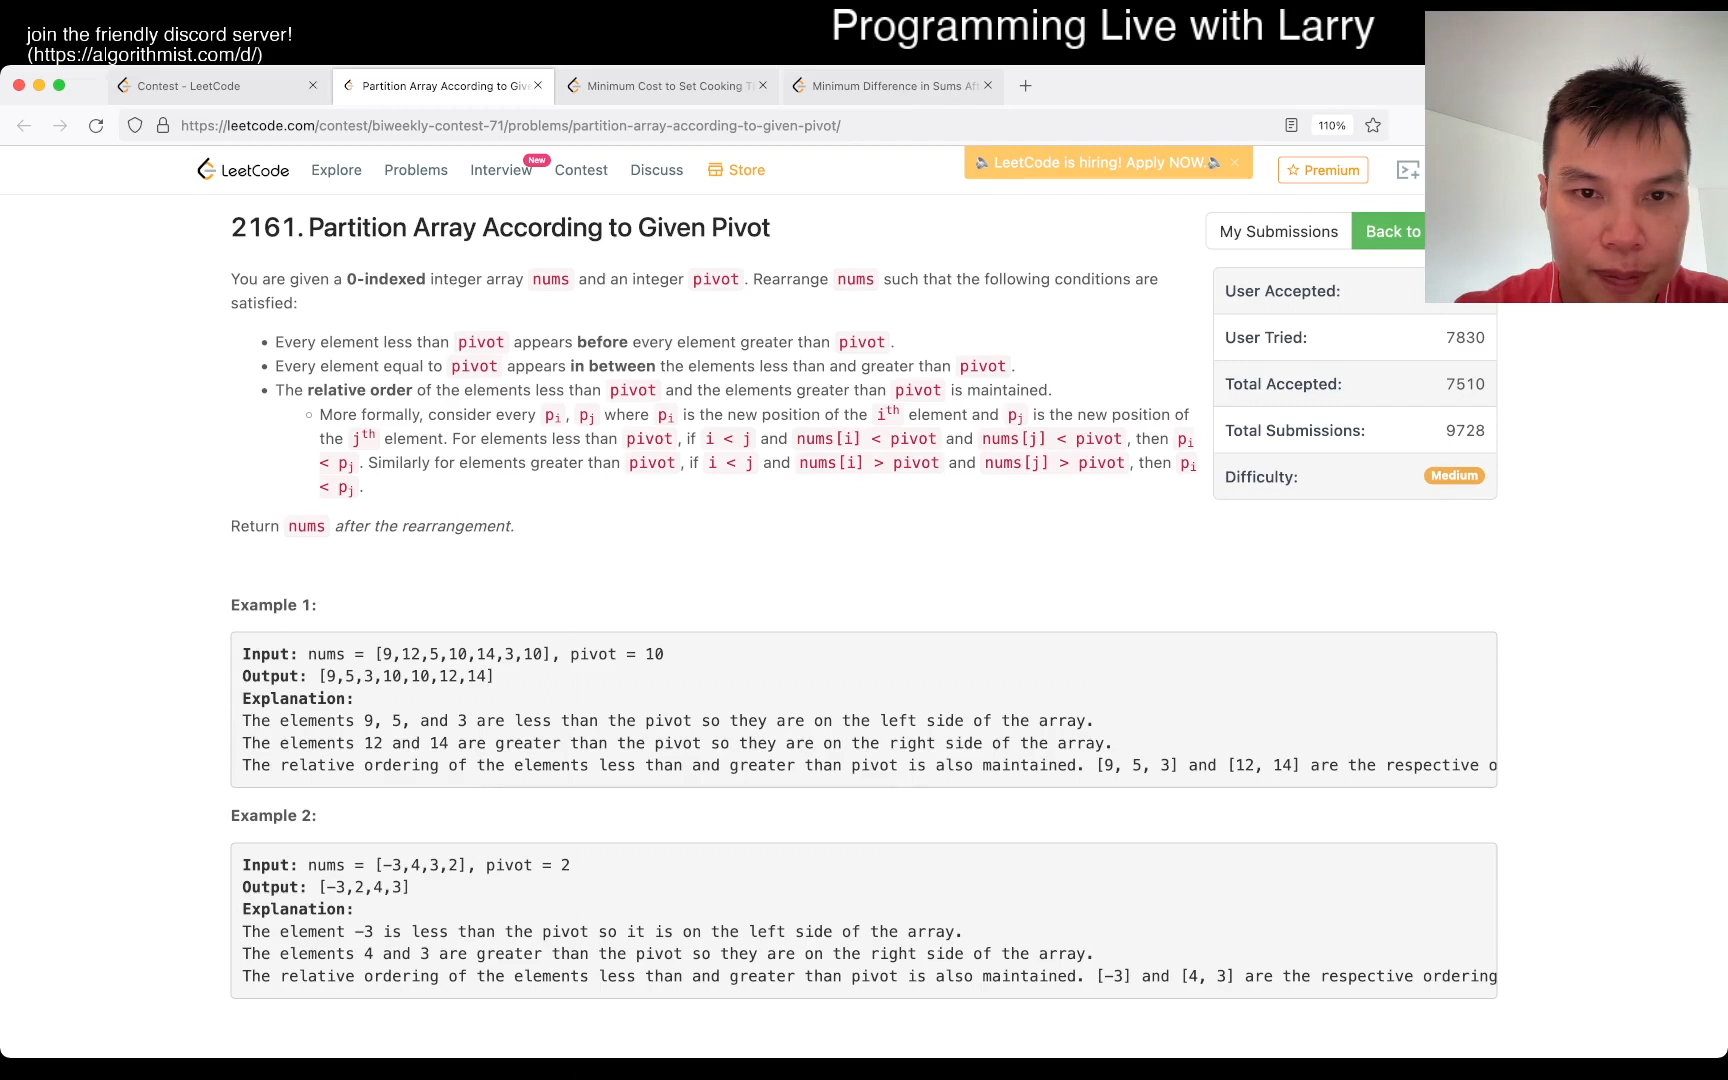 join the friendly discord server!
(https://algorithmist.com/d/)
Programming Live with Larry
Contest - LeetCode
Partition Array According to Giv
Minimum Cost to Set Cooking T
Minimum Difference in Sums Af
https://leetcode.com/contest/biweekly-contest-71/problems/partition-array-according-to-given-pivot/
110%
LeetCode
Explore
Problems
Interview
New
Contest
Discuss
Store
LeetCode is hiring! Apply NOW.
Premium
2161. Partition Array According to Given Pivot
My Submissions
Back to
You are given a 0-indexed integer array nums and an integer pivot. Rearrange nums such that the following conditions are
satisfied:
• Every element less than pivot appears before every element greater than pivot.
• Every element equal to pivot appears in between the elements less than and greater than pivot.
• The relative order of the elements less than pivot and the elements greater than pivot is maintained.
○ More formally, consider every pi, pj where pi is the new position of the ith element and pj is the new position of
the jth element. For elements less than pivot, if i < j and nums[i] < pivot and nums[j] < pivot, then pi
< pj. Similarly for elements greater than pivot, if i < j and nums[i] > pivot and nums[j] > pivot, then pi
< pj.
Return nums after the rearrangement.
User Accepted:
User Tried: 7830
Total Accepted: 7510
Total Submissions: 9728
Difficulty: Medium
Example 1:
Input: nums = [9,12,5,10,14,3,10], pivot = 10
Output: [9,5,3,10,10,12,14]
Explanation:
The elements 9, 5, and 3 are less than the pivot so they are on the left side of the array.
The elements 12 and 14 are greater than the pivot so they are on the right side of the array.
The relative ordering of the elements less than and greater than pivot is also maintained. [9, 5, 3] and [12, 14] are the respective o
Example 2:
Input: nums = [-3,4,3,2], pivot = 2
Output: [-3,2,4,3]
Explanation:
The element -3 is less than the pivot so it is on the left side of the array.
The elements 4 and 3 are greater than the pivot so they are on the right side of the array.
The relative ordering of the elements less than and greater than pivot is also maintained. [-3] and [4, 3] are the respective ordering